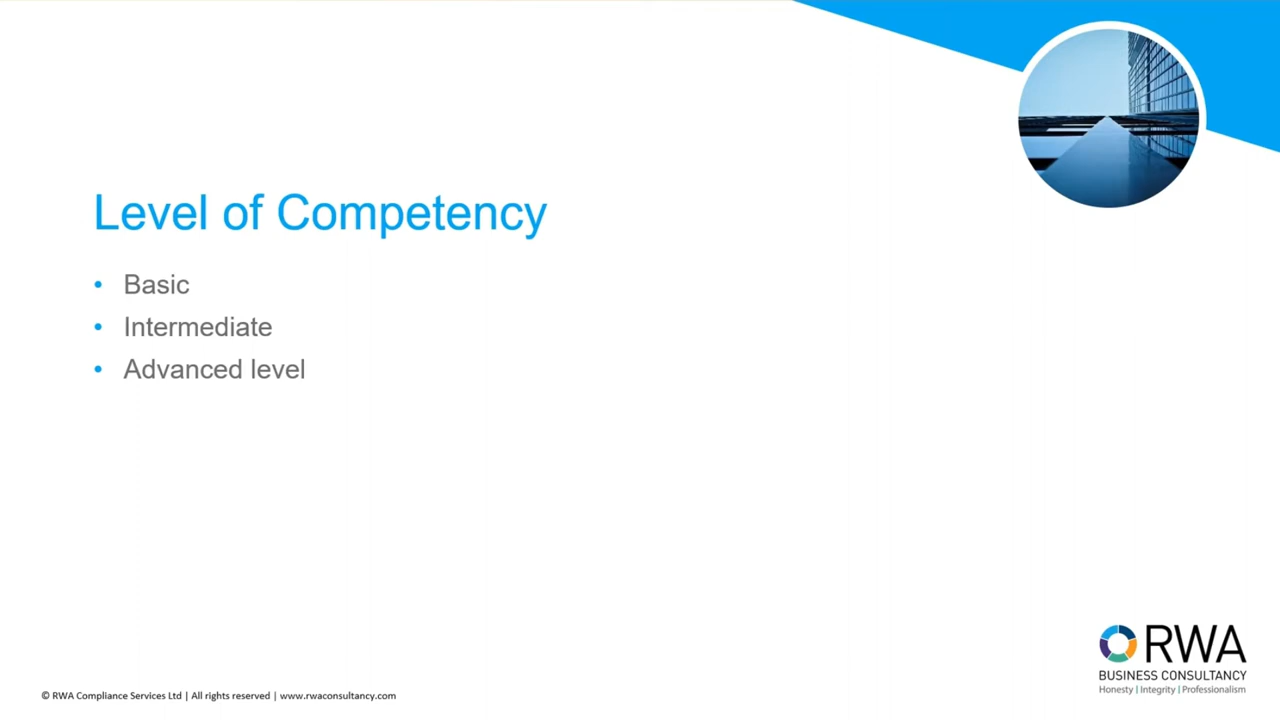 Level of Competency
• Basic
• Intermediate
• Advanced level
RWA
BUSINESS CONSULTANCY
Honesty | Integrity | Professionalism
© RWA Compliance Services Ltd | All rights reserved | www.rwaconsultancy.com